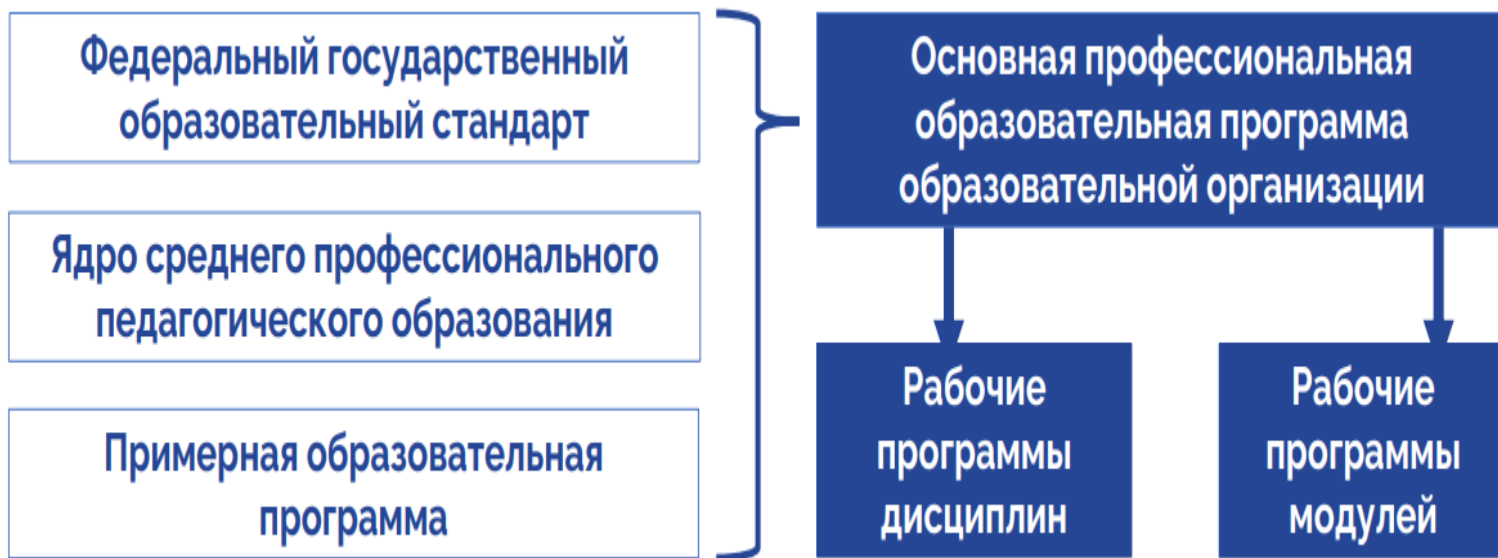 Федеральный государственный
образовательный стандарт
Ядро среднего профессионального
педагогического образования
Примерная образовательная
программа
Основная профессиональная
образовательная программа
образовательной организации
Рабочие
программы
дисциплин
Рабочие
программы
модулей